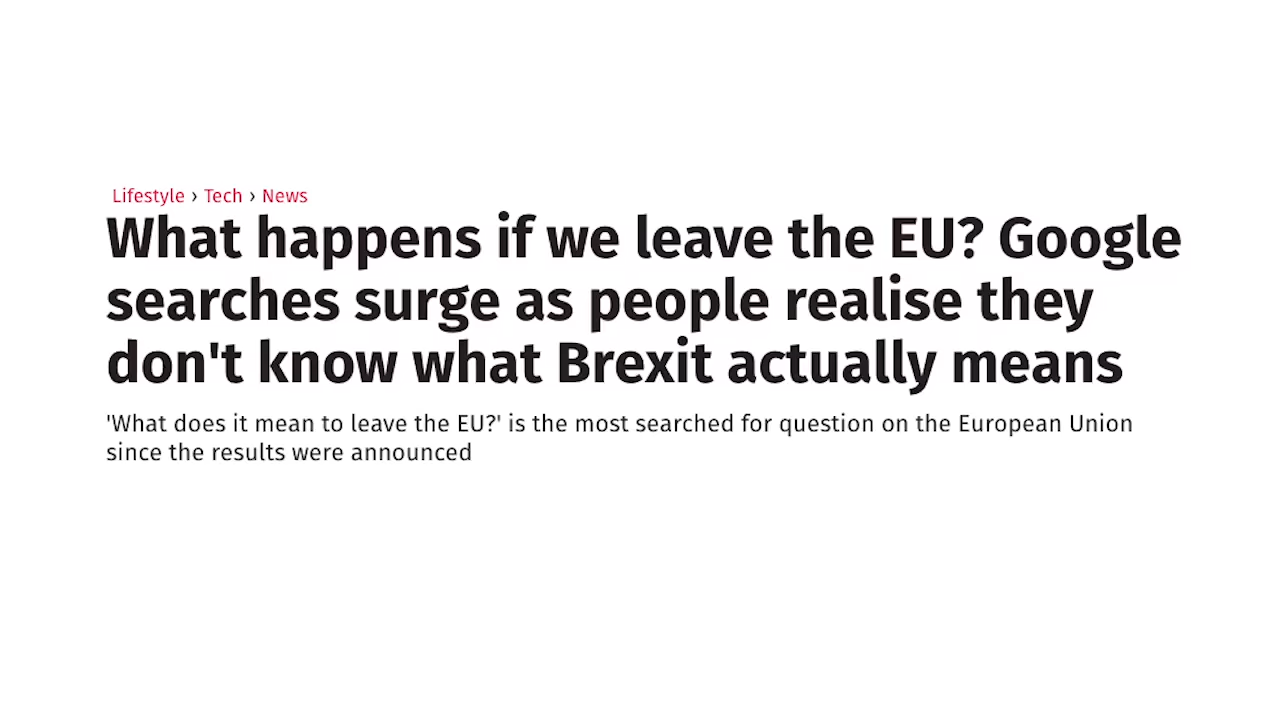 Lifestyle › Tech › News
What happens if we leave the EU? Google
searches surge as people realise they
don't know what Brexit actually means
'What does it mean to leave the EU?' is the most searched for question on the European Union
since the results were announced